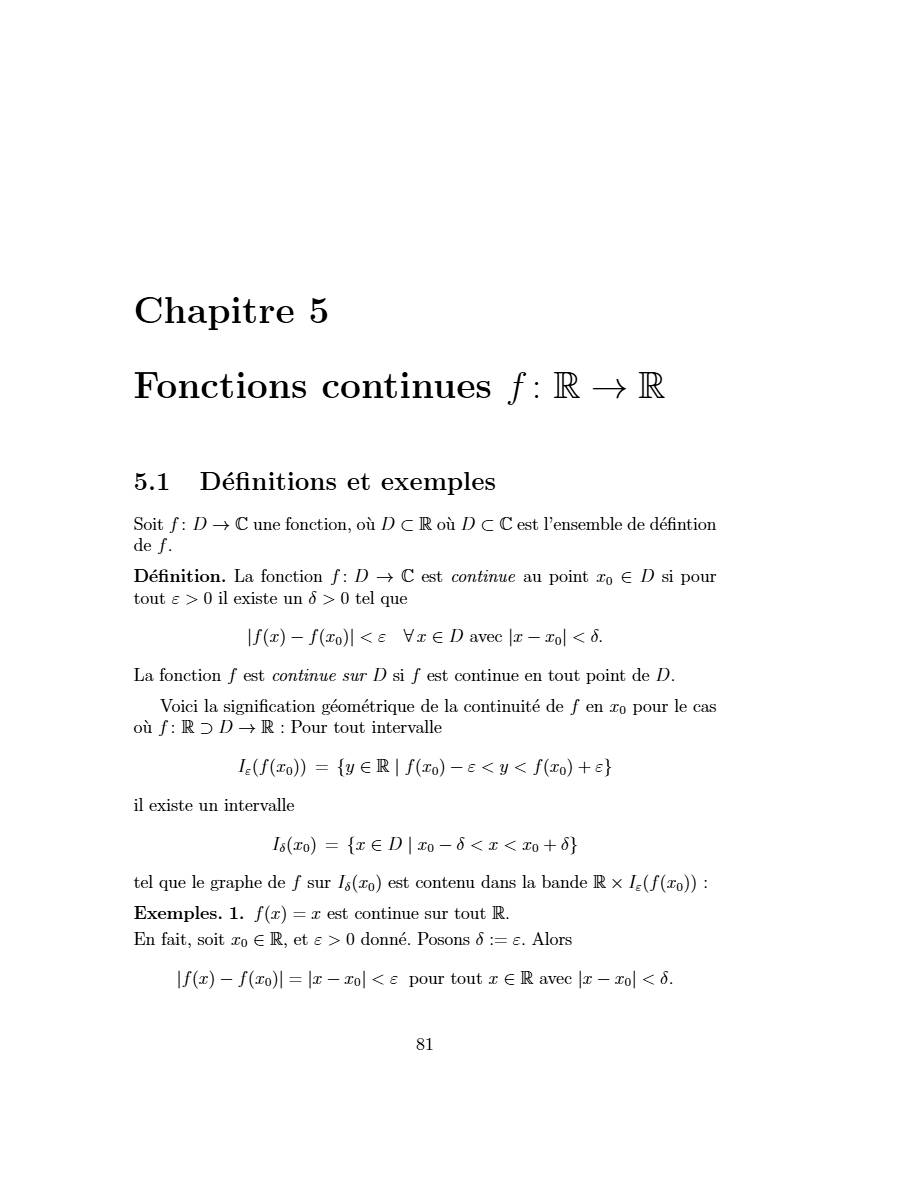 Chapitre 5
Fonctions continues f : ℝ → ℝ
5.1 Définitions et exemples
Soit f : D → ℂ une fonction, où D ⊂ ℝ où D ⊂ ℂ est l'ensemble de défintion
de f.
Définition. La fonction f : D → ℂ est continue au point x₀ ∈ D si pour
tout ε > 0 il existe un δ > 0 tel que
|f(x) − f(x₀)| < ε ∀ x ∈ D avec |x − x₀| < δ.
La fonction f est continue sur D si f est continue en tout point de D.
Voici la signification géométrique de la continuité de f en x₀ pour le cas
où f : ℝ ⊃ D → ℝ : Pour tout intervalle
I_ε(f(x₀)) = {y ∈ ℝ | f(x₀) − ε < y < f(x₀) + ε}
il existe un intervalle
I_δ(x₀) = {x ∈ D | x₀ − δ < x < x₀ + δ}
tel que le graphe de f sur I_δ(x₀) est contenu dans la bande ℝ × I_ε(f(x₀)) :
Exemples. 1. f(x) = x est continue sur tout ℝ.
En fait, soit x₀ ∈ ℝ, et ε > 0 donné. Posons δ := ε. Alors
|f(x) − f(x₀)| = |x − x₀| < ε pour tout x ∈ ℝ avec |x − x₀| < δ.
81